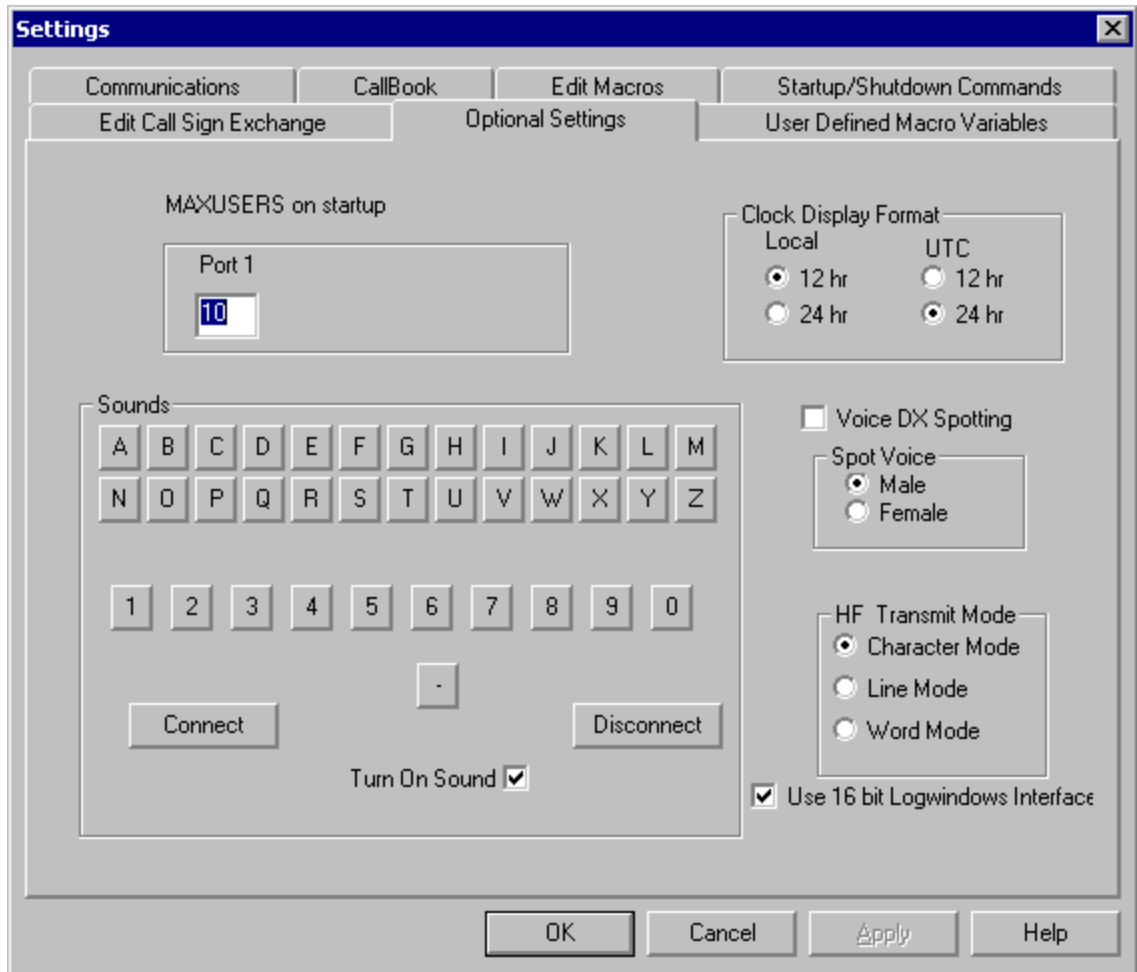 Settings
Communications CallBook Edit Macros Startup/Shutdown Commands
Edit Call Sign Exchange Optional Settings User Defined Macro Variables
MAXUSERS on startup
Port 1
10
Clock Display Format
Local UTC
12 hr 12 hr
24 hr 24 hr
Sounds
A B C D E F G H I J K L M
N O P Q R S T U V W X Y Z
1 2 3 4 5 6 7 8 9 0
-
Connect Disconnect
Turn On Sound
Voice DX Spotting
Spot Voice
Male
Female
HF Transmit Mode
Character Mode
Line Mode
Word Mode
Use 16 bit Logwindows Interface
OK Cancel Apply Help